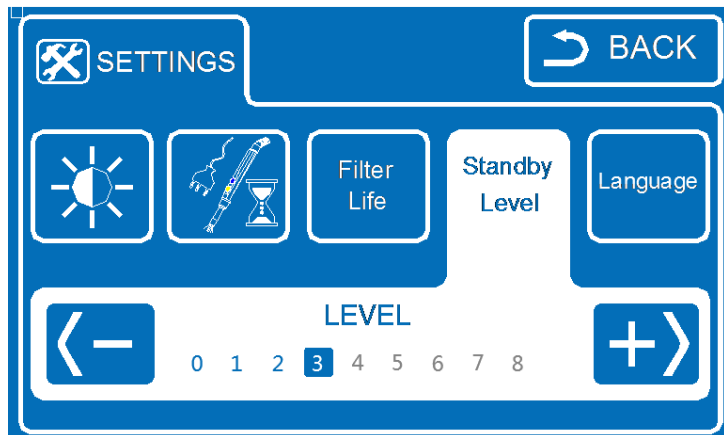 SETTINGS
BACK
Filter
Life
Standby
Level
Language
LEVEL
0 1 2 3 4 5 6 7 8